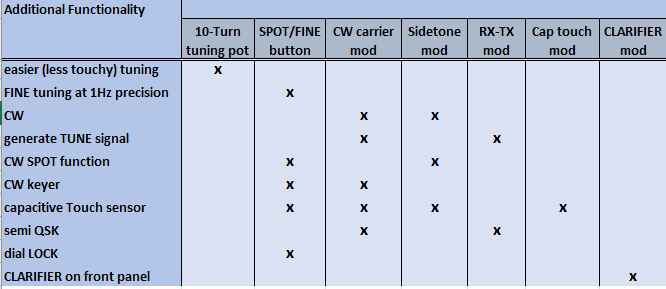 Additional Functionality
10-Turn SPOT/FINE CW carrier Sidetone RX-TX Cap touch CLARIFIER
tuning pot button mod mod mod mod mod
easier (less touchy) tuning x
FINE tuning at 1Hz precision x
CW x x
generate TUNE signal x x
CW SPOT function x x
CW keyer x x
capacitive Touch sensor x x x x
semi QSK x x
dial LOCK x
CLARIFIER on front panel x